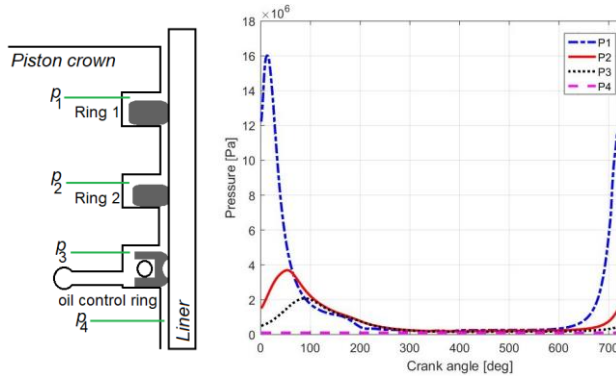 Piston crown
p1
Ring 1
p2
Ring 2
p3
oil control ring
p4
Liner
×10^6
18
16
14
12
10
8
6
4
2
0
Pressure [Pa]
0 100 200 300 400 500 600 700
Crank angle [deg]
P1
P2
P3
P4